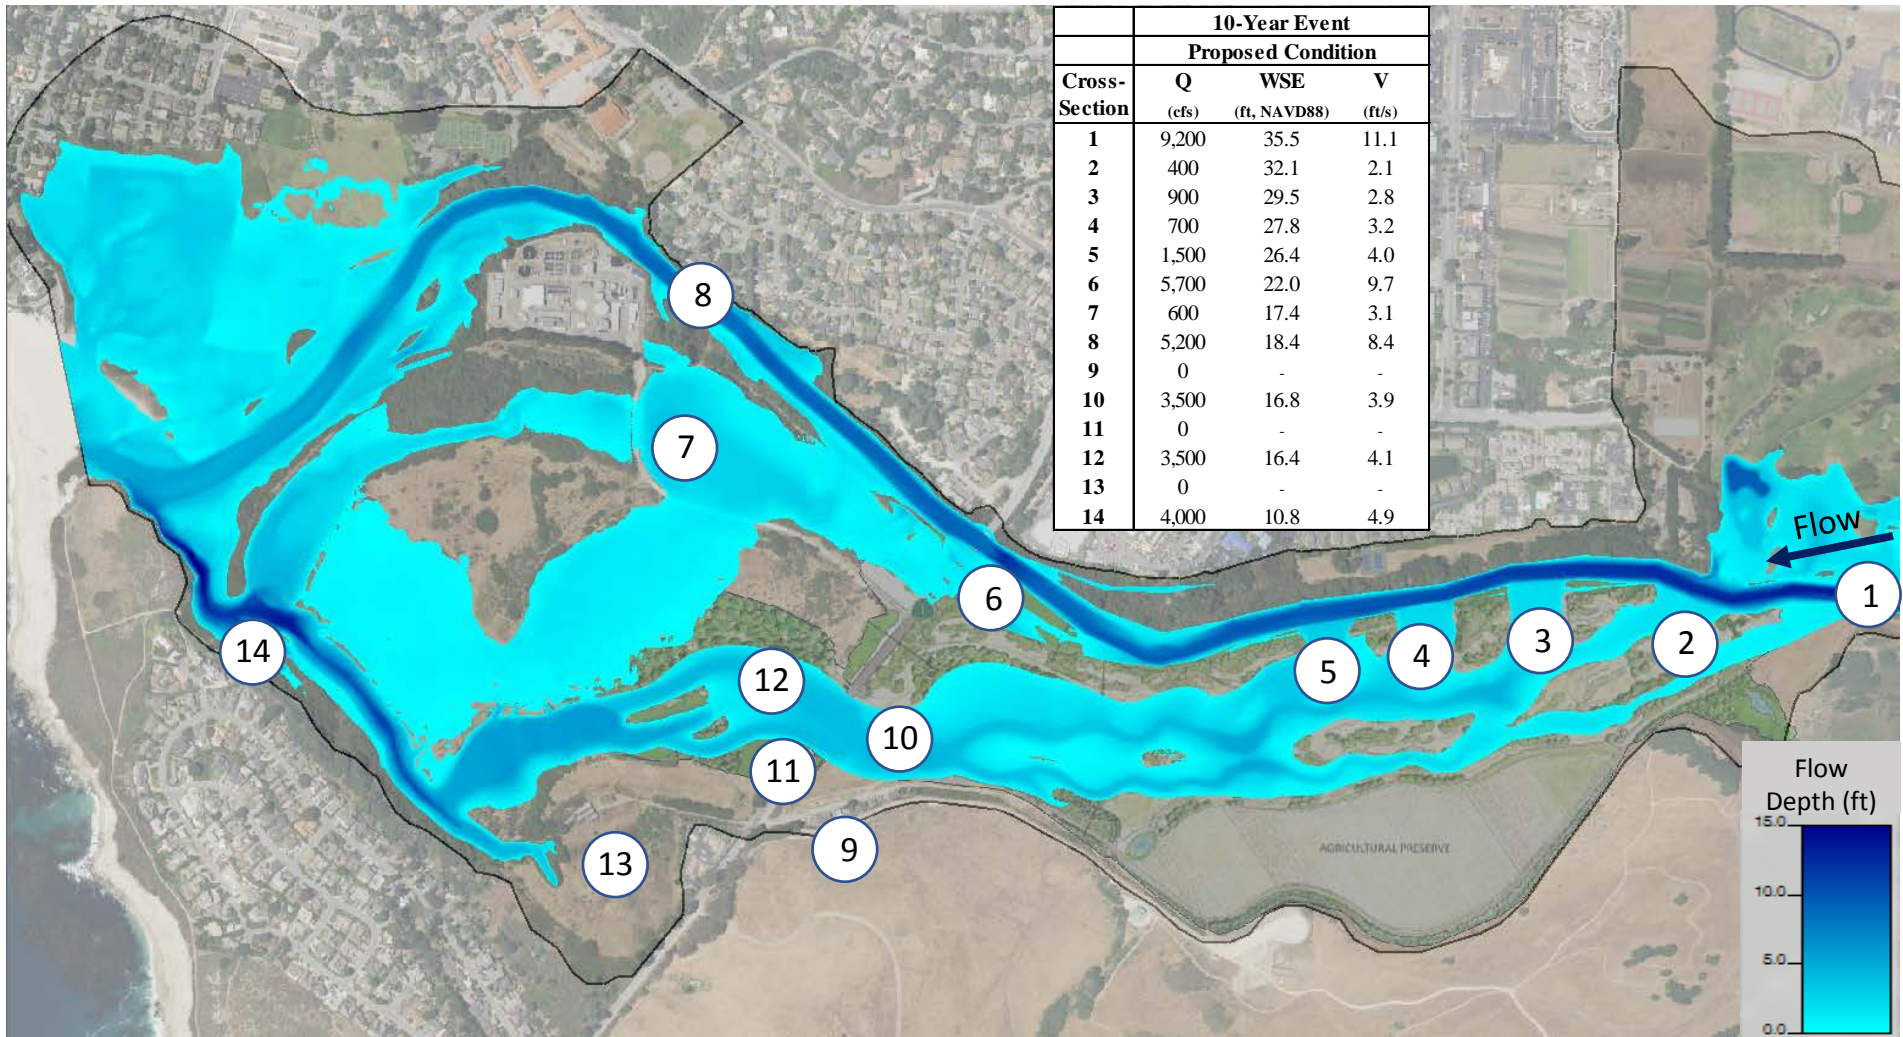 10-Year Event
Proposed Condition
Cross-Section Q (cfs) WSE (ft, NAVD88) V (ft/s)
1 9,200 35.5 11.1
2 400 32.1 2.1
3 900 29.5 2.8
4 700 27.8 3.2
5 1,500 26.4 4.0
6 5,700 22.0 9.7
7 600 17.4 3.1
8 5,200 18.4 8.4
9 0 - -
10 3,500 16.8 3.9
11 0 - -
12 3,500 16.4 4.1
13 0 - -
14 4,000 10.8 4.9
8
7
Flow
6
1
5
4
3
2
14
12
10
11
13
9
AGRICULTURAL PRESERVE
Flow
Depth (ft)
15.0
10.0
5.0
0.0